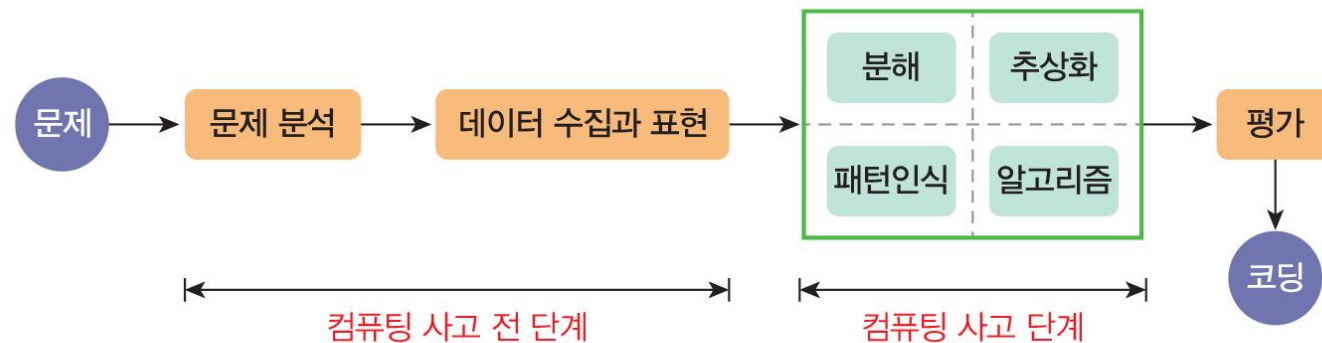 문제
문제 분석
데이터 수집과 표현
분해
추상화
패턴인식
알고리즘
평가
코딩
컴퓨팅 사고 전 단계
컴퓨팅 사고 단계